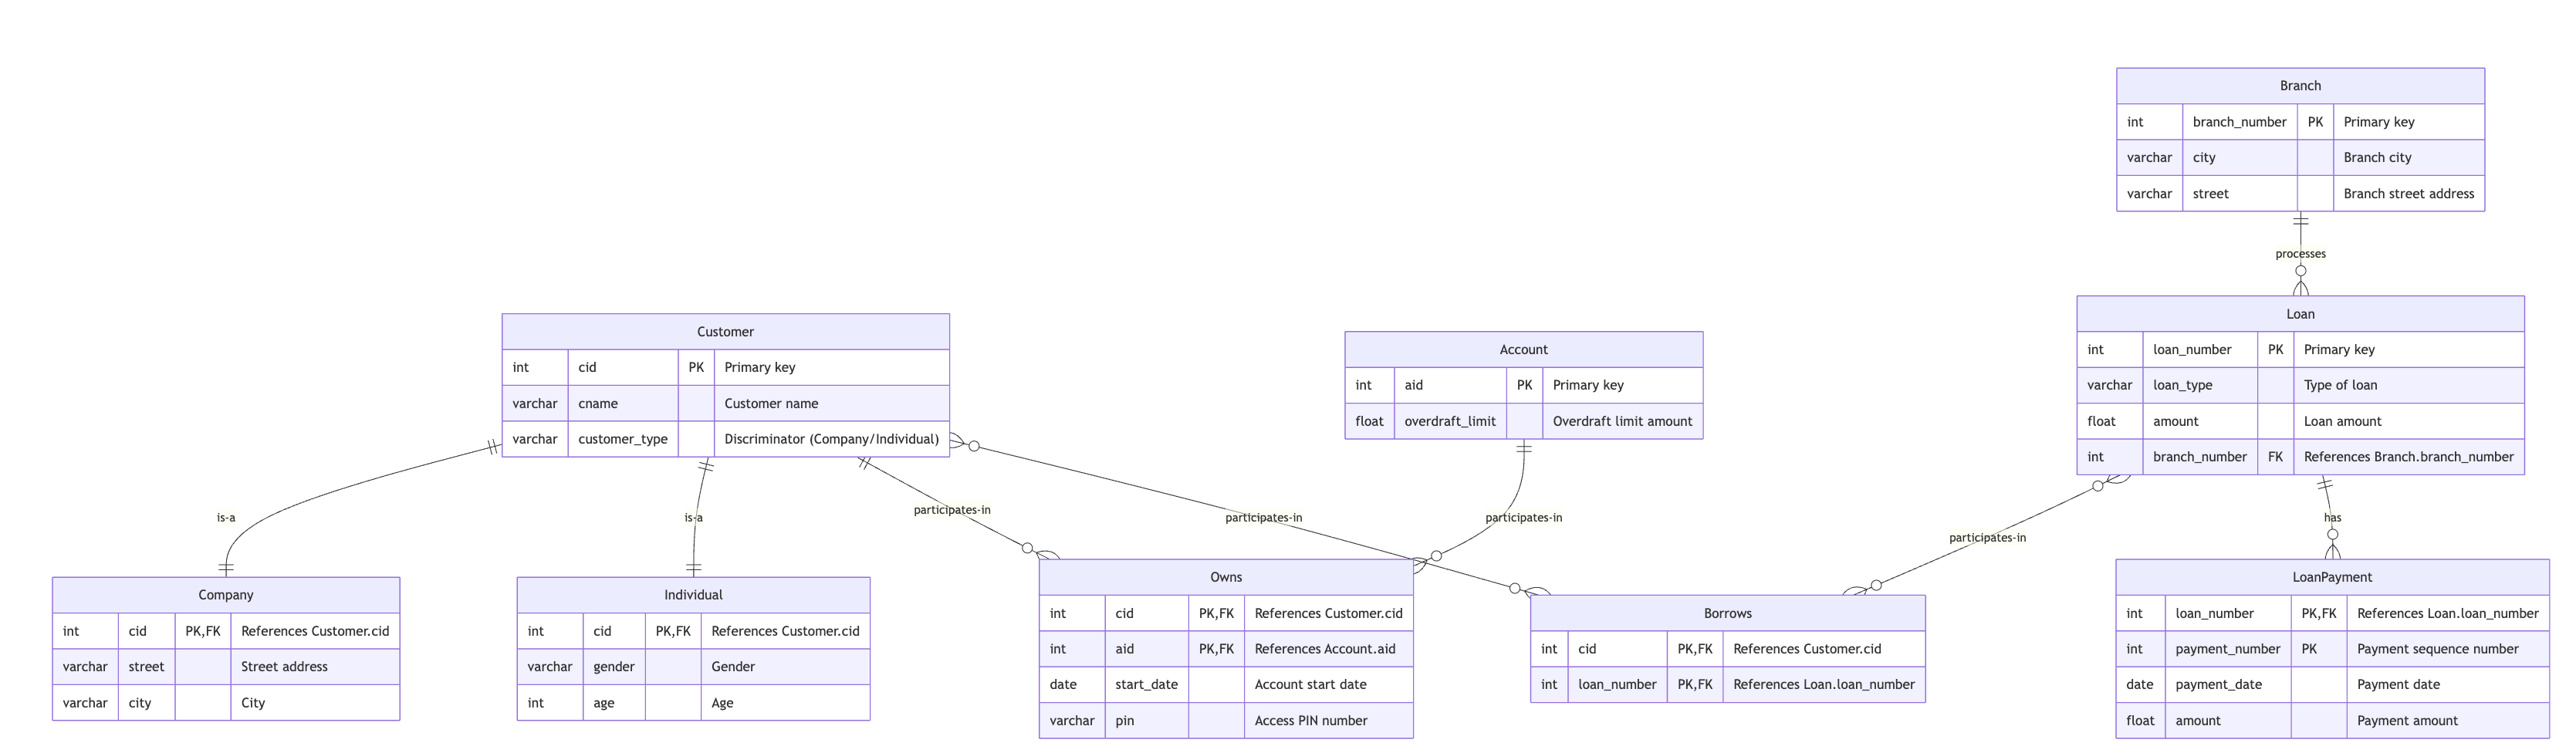 Branch
int branch_number PK Primary key
varchar city Branch city
varchar street Branch street address
processes
Customer
int cid PK Primary key
varchar cname Customer name
varchar customer_type Discriminator (Company/Individual)
Account
int aid PK Primary key
float overdraft_limit Overdraft limit amount
Loan
int loan_number PK Primary key
varchar loan_type Type of loan
float amount Loan amount
int branch_number FK References Branch.branch_number
is-a
is-a
participates-in
participates-in
participates-in
participates-in
has
Company
int cid PK,FK References Customer.cid
varchar street Street address
varchar city City
Individual
int cid PK,FK References Customer.cid
varchar gender Gender
int age Age
Owns
int cid PK,FK References Customer.cid
int aid PK,FK References Account.aid
date start_date Account start date
varchar pin Access PIN number
Borrows
int cid PK,FK References Customer.cid
int loan_number PK,FK References Loan.loan_number
LoanPayment
int loan_number PK,FK References Loan.loan_number
int payment_number PK Payment sequence number
date payment_date Payment date
float amount Payment amount